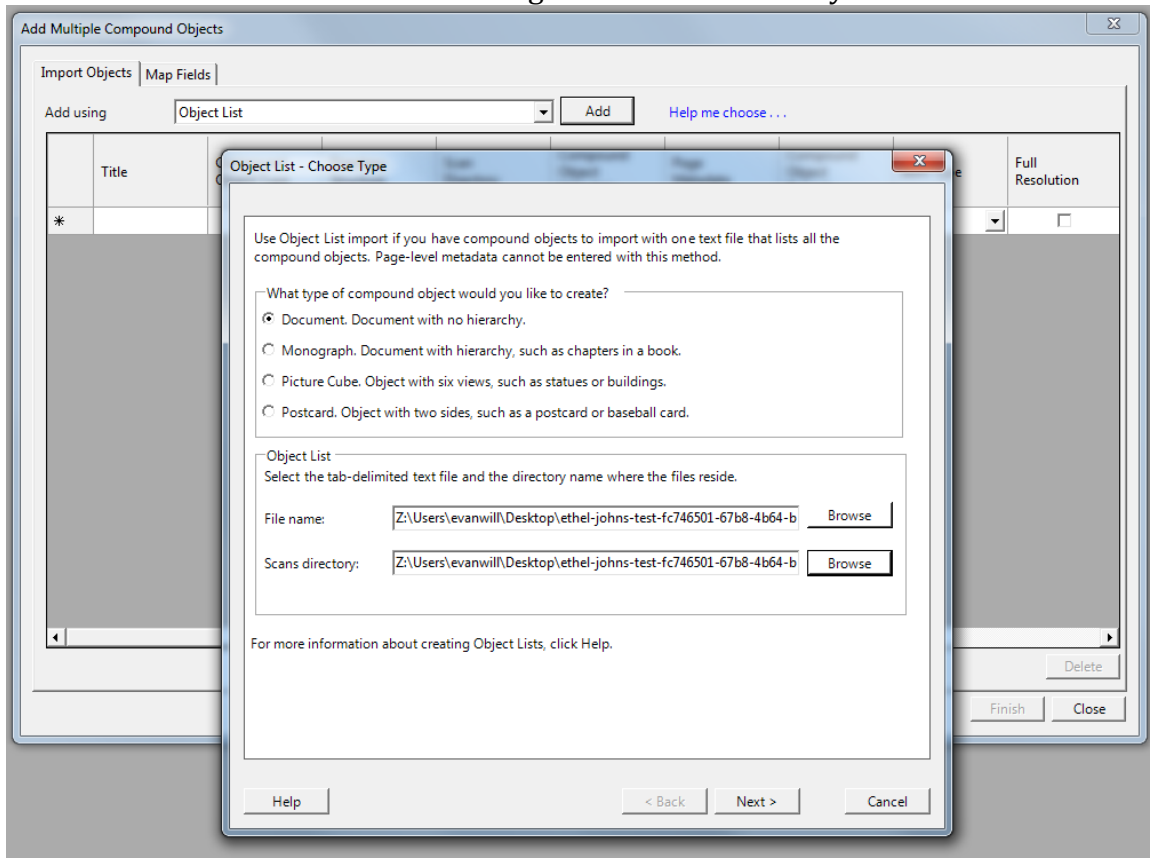 Add Multiple Compound Objects
Import Objects Map Fields
Add using Object List Add Help me choose . . .
Title Full Resolution
Object List - Choose Type
*
Use Object List import if you have compound objects to import with one text file that lists all the
compound objects. Page-level metadata cannot be entered with this method.
What type of compound object would you like to create?
Document. Document with no hierarchy.
Monograph. Document with hierarchy, such as chapters in a book.
Picture Cube. Object with six views, such as statues or buildings.
Postcard. Object with two sides, such as a postcard or baseball card.
Object List
Select the tab-delimited text file and the directory name where the files reside.
File name: Z:\Users\evanwill\Desktop\ethel-johns-test-fc746501-67b8-4b64-b Browse
Scans directory: Z:\Users\evanwill\Desktop\ethel-johns-test-fc746501-67b8-4b64-b Browse
For more information about creating Object Lists, click Help.
Delete
Finish Close
Help < Back Next > Cancel